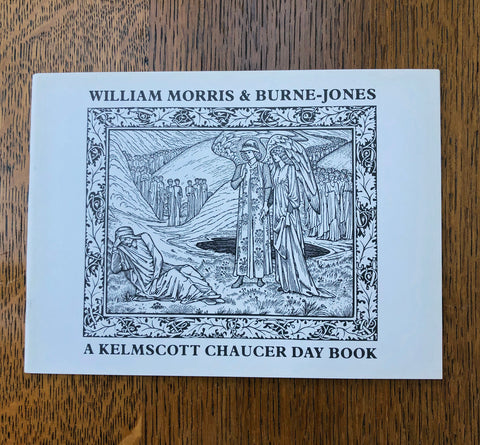 WILLIAM MORRIS & BURNE-JONES
A KELMSCOTT CHAUCER DAY BOOK